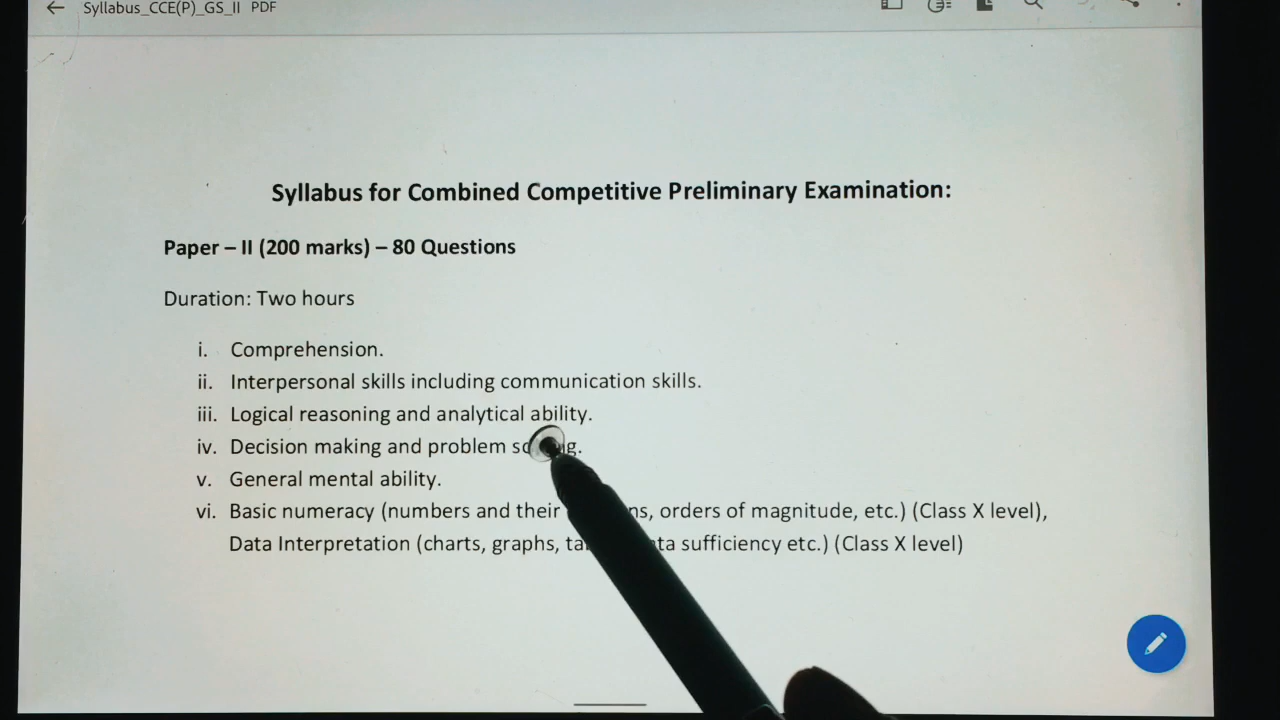 Syllabus_CCE(P)_GS_II PDF
Syllabus for Combined Competitive Preliminary Examination:
Paper – II (200 marks) – 80 Questions
Duration: Two hours
i. Comprehension.
ii. Interpersonal skills including communication skills.
iii. Logical reasoning and analytical ability.
iv. Decision making and problem
v. General mental ability.
vi. Basic numeracy (numbers and their orders of magnitude, etc.) (Class X level),
Data Interpretation (charts, graphs, sufficiency etc.) (Class X level)